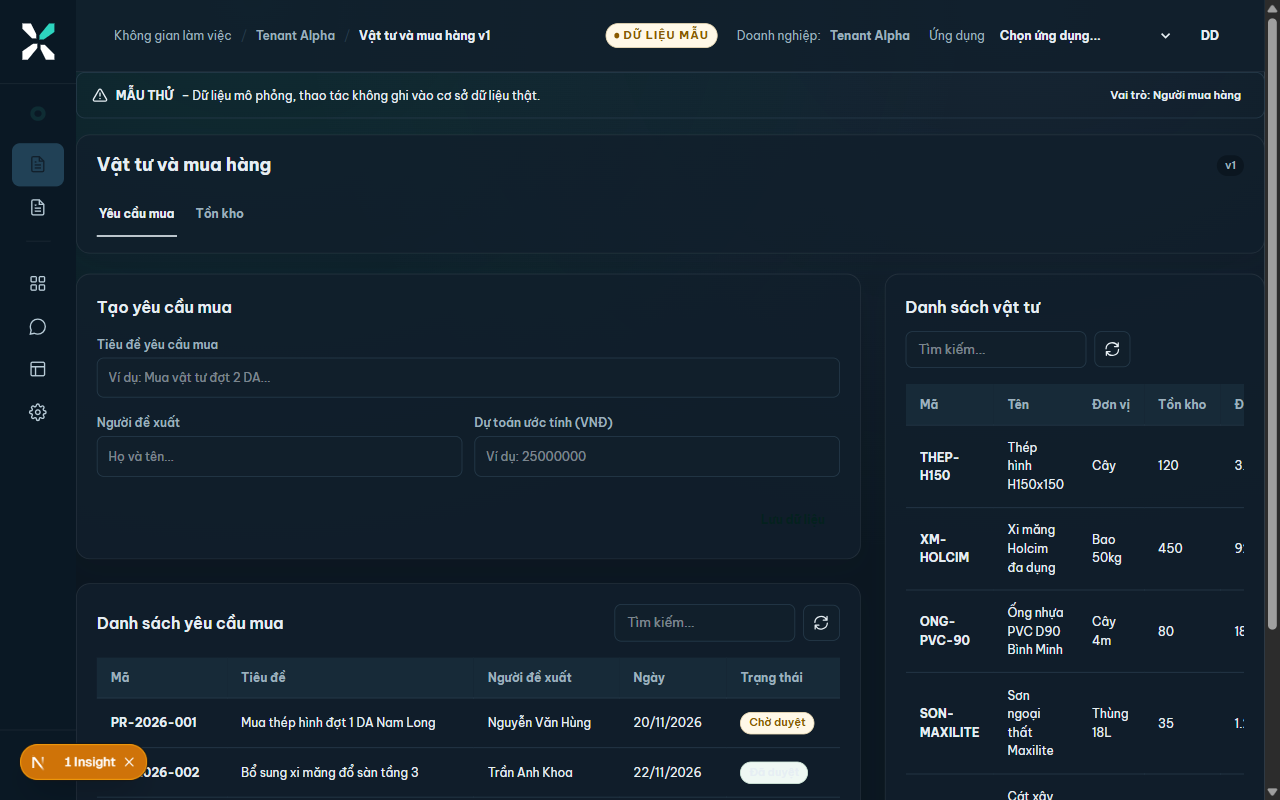 Không gian làm việc / Tenant Alpha / Vật tư và mua hàng v1
DỮ LIỆU MẪU
Doanh nghiệp: Tenant Alpha
Ứng dụng Chọn ứng dụng...
DD
MẪU THỬ – Dữ liệu mô phỏng, thao tác không ghi vào cơ sở dữ liệu thật.
Vai trò: Người mua hàng
Vật tư và mua hàng
v1
Yêu cầu mua
Tồn kho
Tạo yêu cầu mua
Tiêu đề yêu cầu mua
Ví dụ: Mua vật tư đợt 2 DA...
Người đề xuất
Dự toán ước tính (VNĐ)
Họ và tên...
Ví dụ: 25000000
Danh sách yêu cầu mua
Tìm kiếm...
Mã Tiêu đề Người đề xuất Ngày Trạng thái
PR-2026-001 Mua thép hình đợt 1 DA Nam Long Nguyễn Văn Hùng 20/11/2026 Chờ duyệt
026-002 Bổ sung xi măng đổ sàn tầng 3 Trần Anh Khoa 22/11/2026 Đã duyệt
Danh sách vật tư
Tìm kiếm...
Mã Tên Đơn vị Tồn kho Đ
THEP-
H150
Thép
hình
H150x150
Cây
120
3.
XM-
HOLCIM
Xi măng
Holcim
đa dụng
Bao
50kg
450
ONG-
PVC-90
Ống nhựa
PVC D90
Bình Minh
Cây
4m
80
18
SON-
MAXILITE
Sơn
ngoại
thất
Maxilite
Thùng
18L
35
1.
Cát xây
N 1 Insight